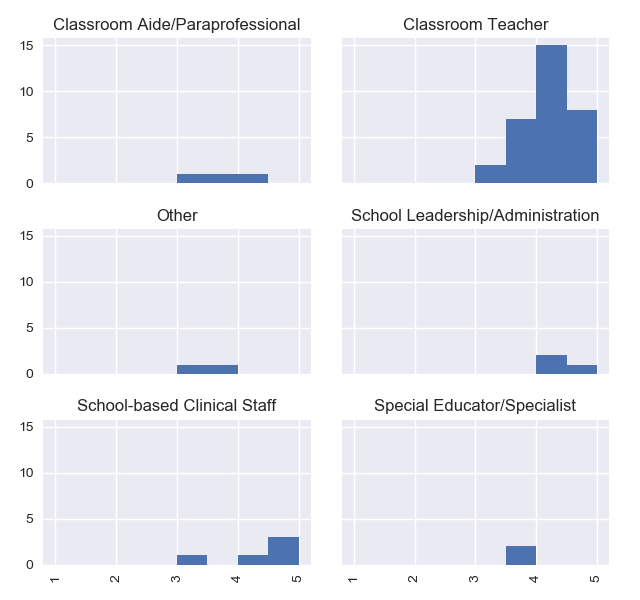 Classroom Aide/Paraprofessional
Classroom Teacher
15
10
5
0
Other
School Leadership/Administration
15
10
5
0
School-based Clinical Staff
Special Educator/Specialist
15
10
5
0
1 2 3 4 5
1 2 3 4 5